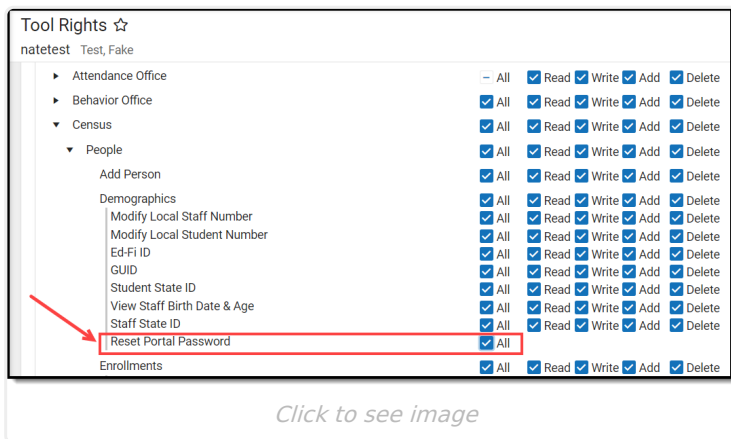 Tool Rights ☆
natetest Test, Fake
Attendance Office All Read Write Add Delete
Behavior Office All Read Write Add Delete
Census All Read Write Add Delete
People All Read Write Add Delete
Add Person All Read Write Add Delete
Demographics All Read Write Add Delete
Modify Local Staff Number All Read Write Add Delete
Modify Local Student Number All Read Write Add Delete
Ed-Fi ID All Read Write Add Delete
GUID All Read Write Add Delete
Student State ID All Read Write Add Delete
View Staff Birth Date & Age All Read Write Add Delete
Staff State ID All Read Write Add Delete
Reset Portal Password All
Enrollments All Read Write Add Delete
Click to see image